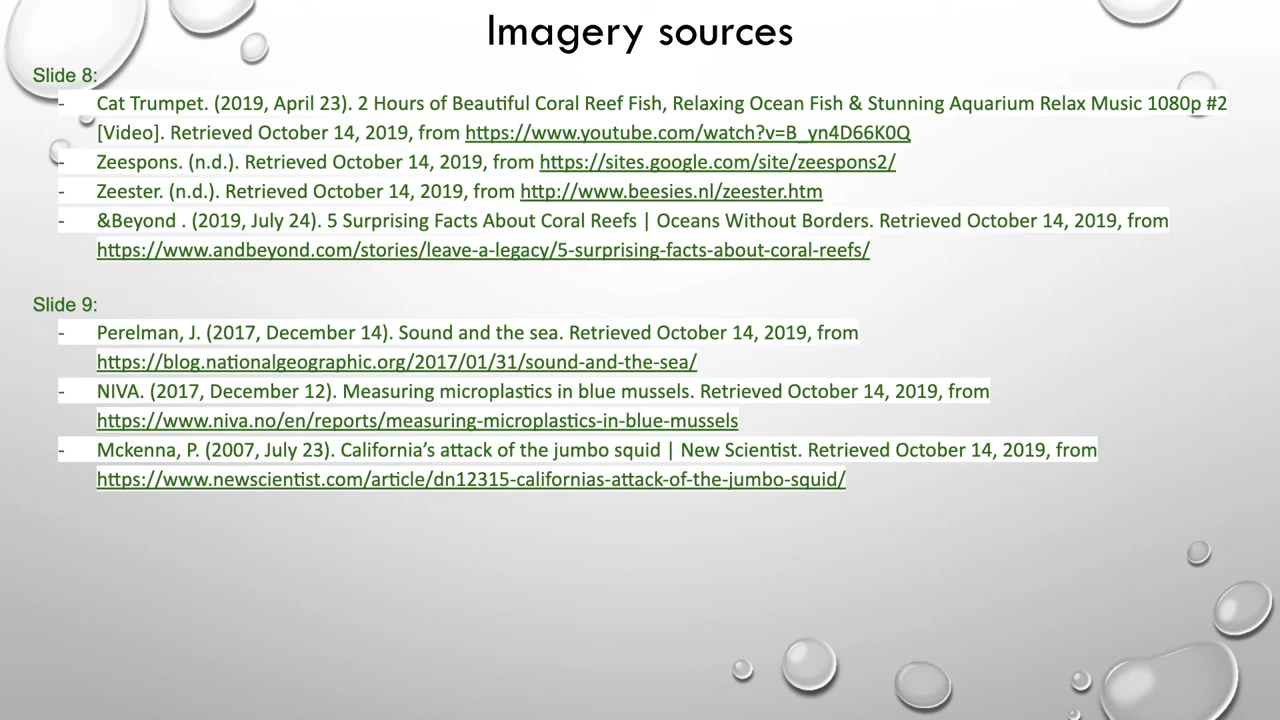 Imagery sources
Slide 8:
- Cat Trumpet. (2019, April 23). 2 Hours of Beautiful Coral Reef Fish, Relaxing Ocean Fish & Stunning Aquarium Relax Music 1080p #2
[Video]. Retrieved October 14, 2019, from https://www.youtube.com/watch?v=B_yn4D66K0Q
- Zeespons. (n.d.). Retrieved October 14, 2019, from https://sites.google.com/site/zeespons2/
- Zeester. (n.d.). Retrieved October 14, 2019, from http://www.beesies.nl/zeester.htm
- &Beyond . (2019, July 24). 5 Surprising Facts About Coral Reefs | Oceans Without Borders. Retrieved October 14, 2019, from
https://www.andbeyond.com/stories/leave-a-legacy/5-surprising-facts-about-coral-reefs/
Slide 9:
- Perelman, J. (2017, December 14). Sound and the sea. Retrieved October 14, 2019, from
https://blog.nationalgeographic.org/2017/01/31/sound-and-the-sea/
- NIVA. (2017, December 12). Measuring microplastics in blue mussels. Retrieved October 14, 2019, from
https://www.niva.no/en/reports/measuring-microplastics-in-blue-mussels
- Mckenna, P. (2007, July 23). California’s attack of the jumbo squid | New Scientist. Retrieved October 14, 2019, from
https://www.newscientist.com/article/dn12315-californias-attack-of-the-jumbo-squid/